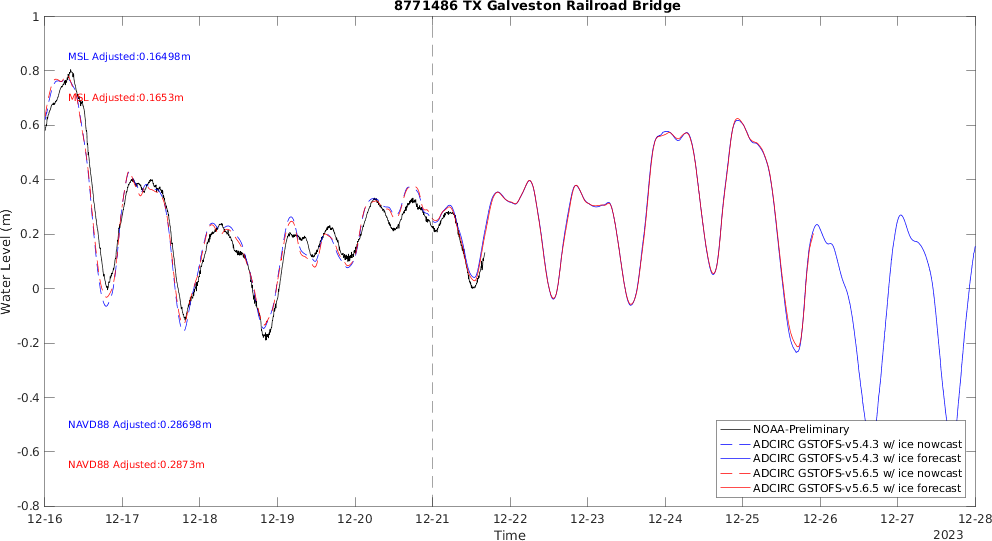 8771486 TX Galveston Railroad Bridge
MSL Adjusted:0.16498m
MSL Adjusted:0.1653m
NAVD88 Adjusted:0.28698m
NAVD88 Adjusted:0.2873m
Water Level (m)
1
0.8
0.6
0.4
0.2
0
-0.2
-0.4
-0.6
-0.8
NOAA-Preliminary
ADCIRC GSTOFS-v5.4.3 w/ ice nowcast
ADCIRC GSTOFS-v5.4.3 w/ ice forecast
ADCIRC GSTOFS-v5.6.5 w/ ice nowcast
ADCIRC GSTOFS-v5.6.5 w/ ice forecast
12-16 12-17 12-18 12-19 12-20 12-21 12-22 12-23 12-24 12-25 12-26 12-27 12-28
Time
2023